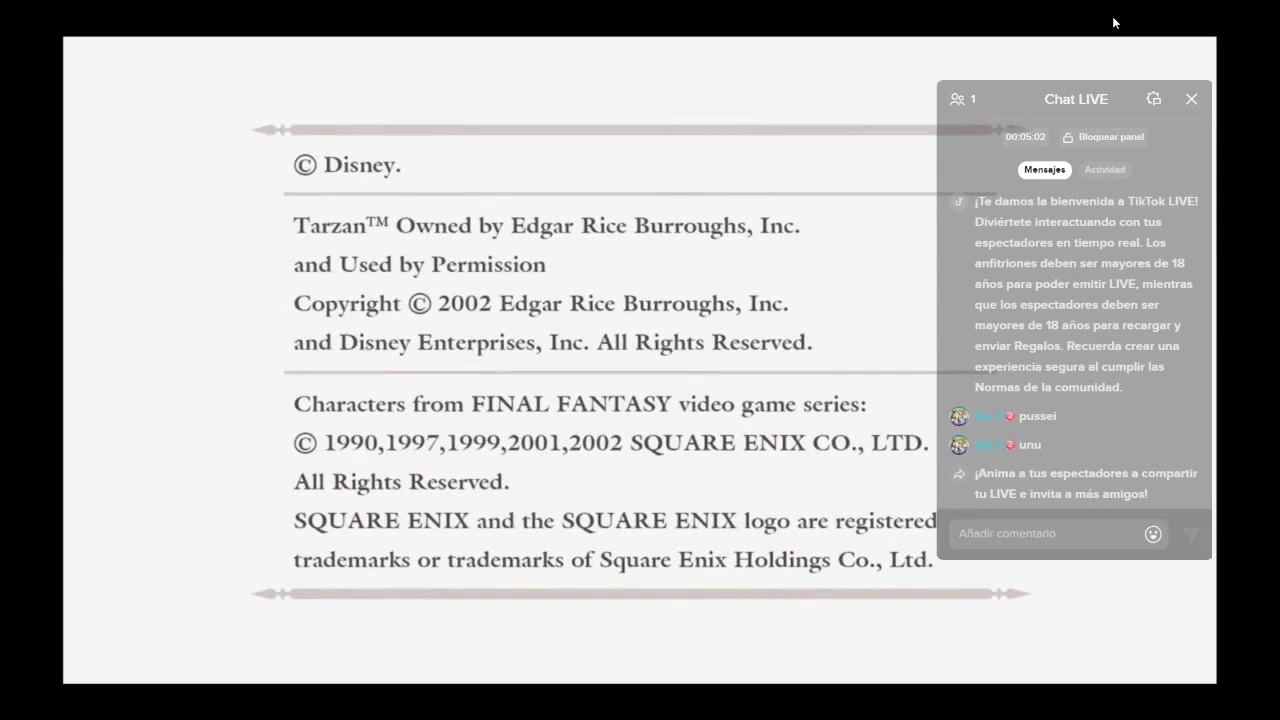 © Disney.
Tarzan™ Owned by Edgar Rice Burroughs, Inc.
and Used by Permission
Copyright © 2002 Edgar Rice Burroughs, Inc.
and Disney Enterprises, Inc. All Rights Reserved.
Characters from FINAL FANTASY video game series:
© 1990,1997,1999,2001,2002 SQUARE ENIX CO., LTD.
All Rights Reserved.
SQUARE ENIX and the SQUARE ENIX logo are registered
trademarks or trademarks of Square Enix Holdings Co., Ltd.
1
Chat LIVE
00:05:02
Bloquear panel
Mensajes
Actividad
¡Te damos la bienvenida a TikTok LIVE!
Diviértete interactuando con tus
espectadores en tiempo real. Los
anfitriones deben ser mayores de 18
años para poder emitir LIVE, mientras
que los espectadores deben ser
mayores de 18 años para recargar y
enviar Regalos. Recuerda crear una
experiencia segura al cumplir las
Normas de la comunidad.
pussei
unu
¡Anima a tus espectadores a compartir
tu LIVE e invita a más amigos!
Añadir comentario